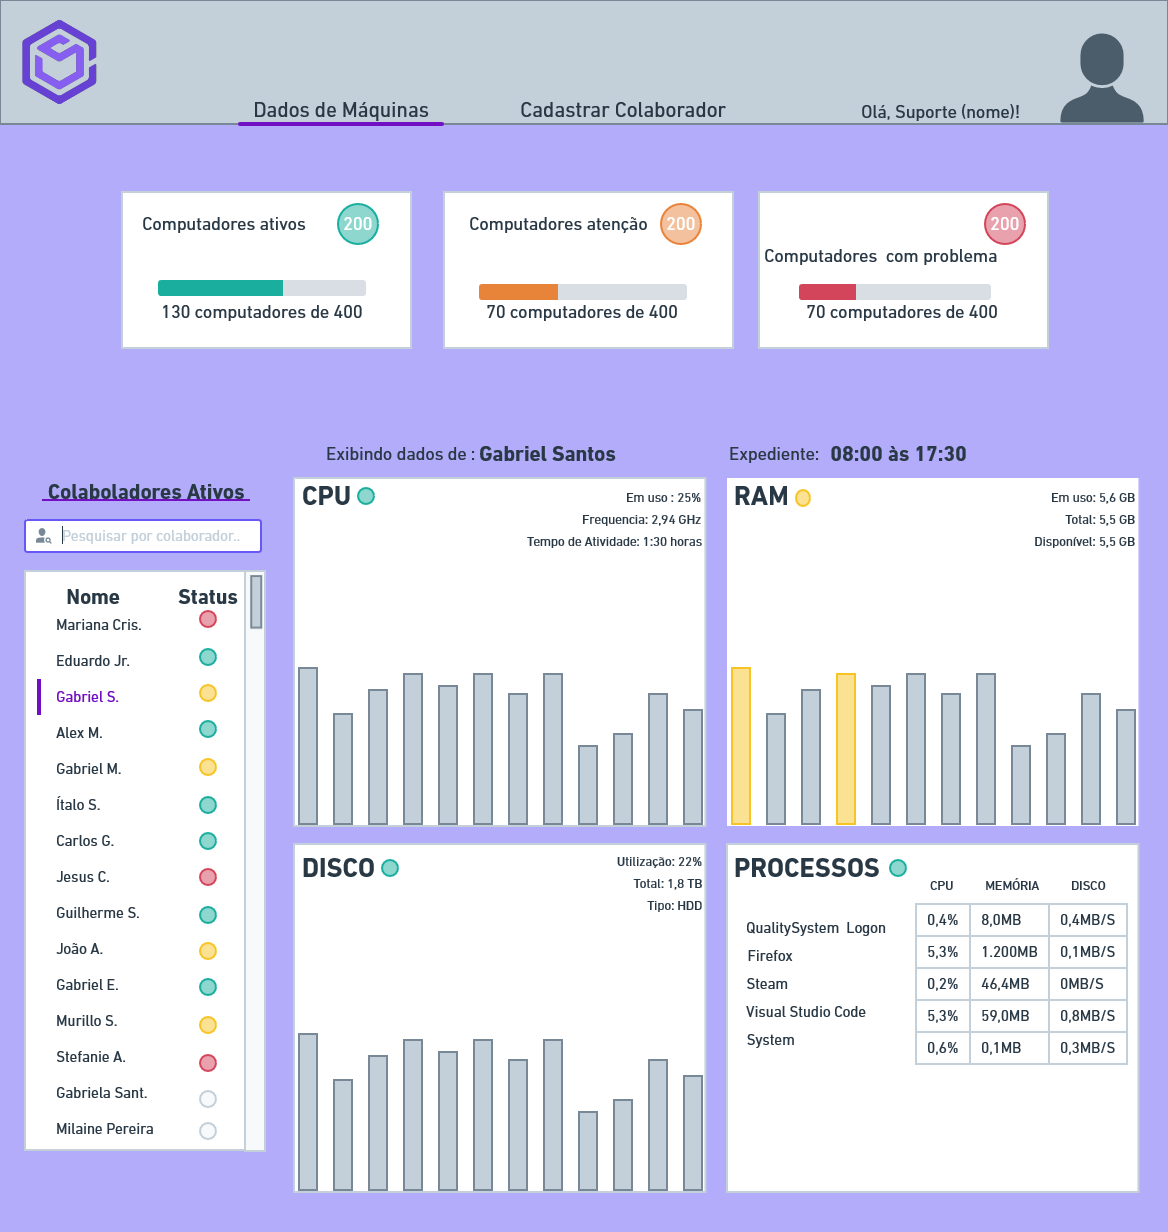 Dados de Máquinas
Cadastrar Colaborador
Olá, Suporte (nome)!
Computadores ativos
200
130 computadores de 400
Computadores atenção
200
70 computadores de 400
200
Computadores com problema
70 computadores de 400
Exibindo dados de : Gabriel Santos
Expediente: 08:00 às 17:30
Colaboladores Ativos
Pesquisar por colaborador..
Nome Status
Mariana Cris.
Eduardo Jr.
Gabriel S.
Alex M.
Gabriel M.
Ítalo S.
Carlos G.
Jesus C.
Guilherme S.
João A.
Gabriel E.
Murillo S.
Stefanie A.
Gabriela Sant.
Milaine Pereira
CPU
Em uso : 25%
Frequencia: 2,94 GHz
Tempo de Atividade: 1:30 horas
RAM
Em uso: 5,6 GB
Total: 5,5 GB
Disponível: 5,5 GB
DISCO
Utilização: 22%
Total: 1,8 TB
Tipo: HDD
PROCESSOS
CPU MEMÓRIA DISCO
QualitySystem Logon 0,4% 8,0MB 0,4MB/S
Firefox 5,3% 1.200MB 0,1MB/S
Steam 0,2% 46,4MB 0MB/S
Visual Studio Code 5,3% 59,0MB 0,8MB/S
System 0,6% 0,1MB 0,3MB/S